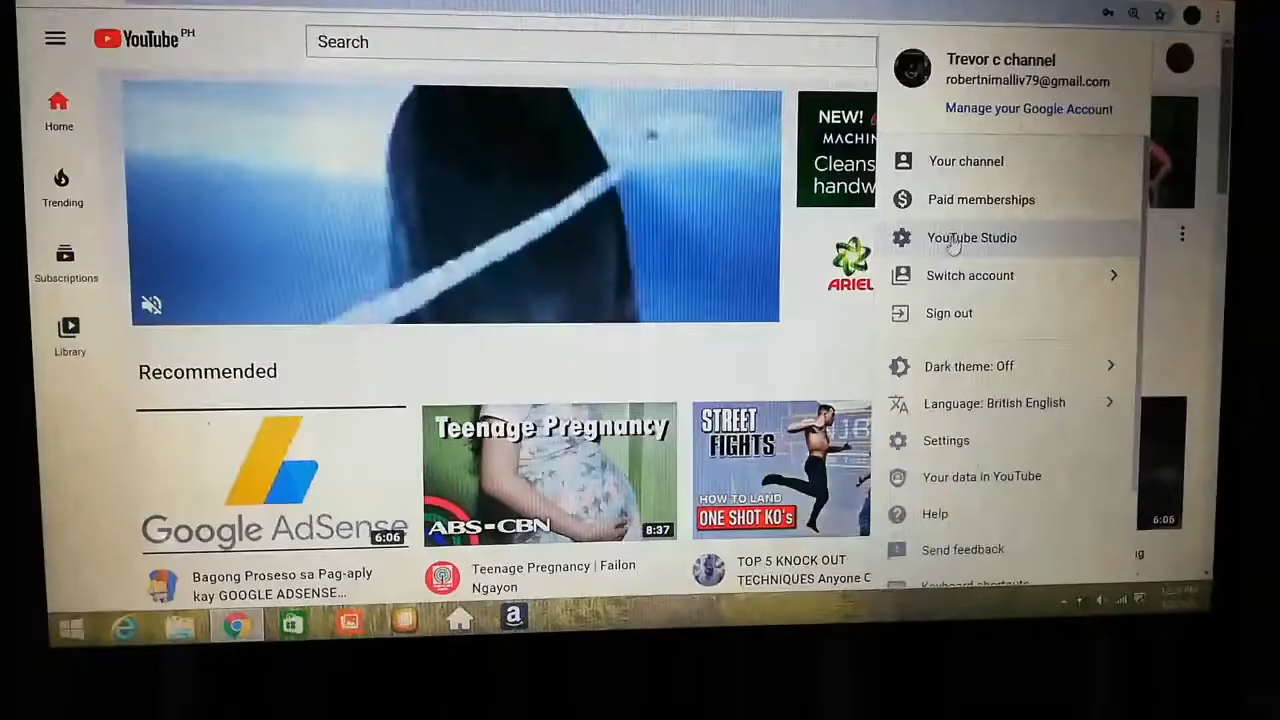 YouTube PH
Search
Trevor c channel
robertnimalliv79@gmail.com
Manage your Google Account
Home
Trending
Subscriptions
Library
NEW!
MACHIN
Cleans
handw
ARIEL
Your channel
Paid memberships
YouTube Studio
Switch account
Sign out
Dark theme: Off
Language: British English
Settings
Your data in YouTube
Help
Send feedback
Keyboard shortcuts
Recommended
Google AdSense
6:06
Bagong Proseso sa Pag-aply
kay GOOGLE ADSENSE...
Teenage Pregnancy
ABS-CBN
8:37
Teenage Pregnancy | Failon
Ngayon
STREET
FIGHTS
HOW TO LAND
ONE SHOT KO's
TOP 5 KNOCK OUT
TECHNIQUES Anyone C
6:06
a